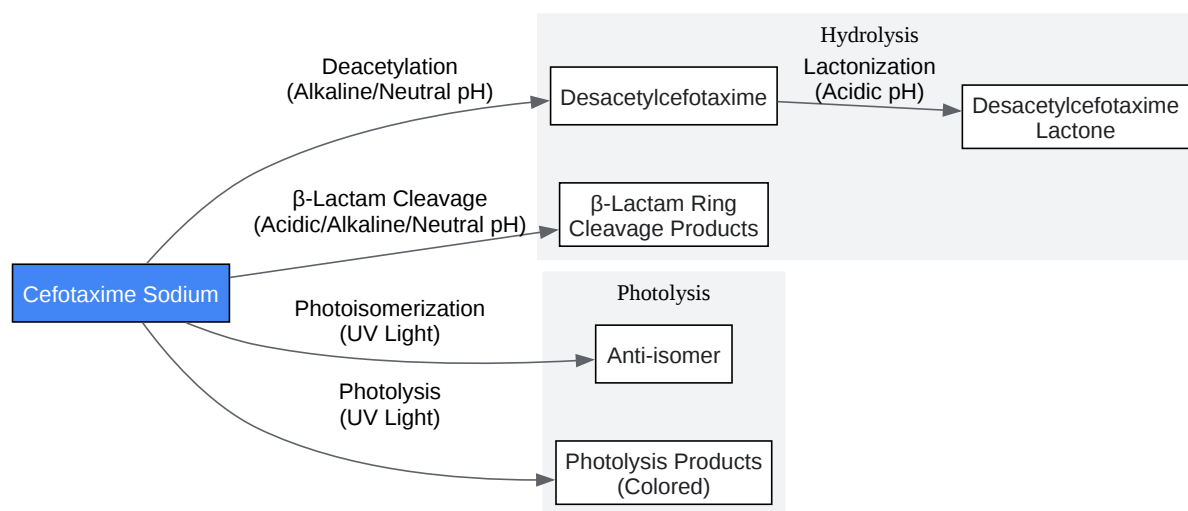 Hydrolysis
Deacetylation
(Alkaline/Neutral pH)
Desacetylcefotaxime
Lactonization
(Acidic pH)
Desacetylcefotaxime
Lactone
β-Lactam Cleavage
(Acidic/Alkaline/Neutral pH)
β-Lactam Ring
Cleavage Products
Cefotaxime Sodium
Photolysis
Photoisomerization
(UV Light)
Anti-isomer
Photolysis
(UV Light)
Photolysis Products
(Colored)